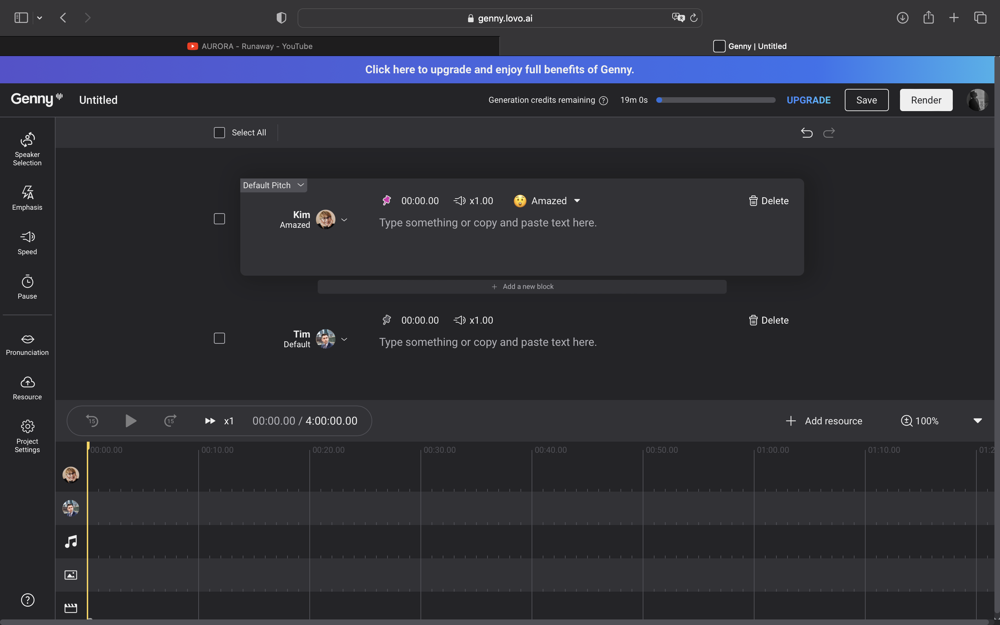 genny.lovo.ai
AURORA - Runaway - YouTube
Genny | Untitled
Click here to upgrade and enjoy full benefits of Genny.
Genny
Untitled
Generation credits remaining ?
19m 0s
UPGRADE
Save
Render
Select All
Speaker
Selection
Emphasis
Speed
Pause
Pronunciation
Resource
Project
Settings
Default Pitch
00:00.00
x1.00
Amazed
Delete
Kim
Amazed
Type something or copy and paste text here.
+ Add a new block
00:00.00
x1.00
Delete
Tim
Default
Type something or copy and paste text here.
15
15
x1
00:00.00 / 4:00:00.00
+ Add resource
100%
00:00.00
00:10.00
00:20.00
00:30.00
00:40.00
00:50.00
01:00.00
01:10.00
01:2
?